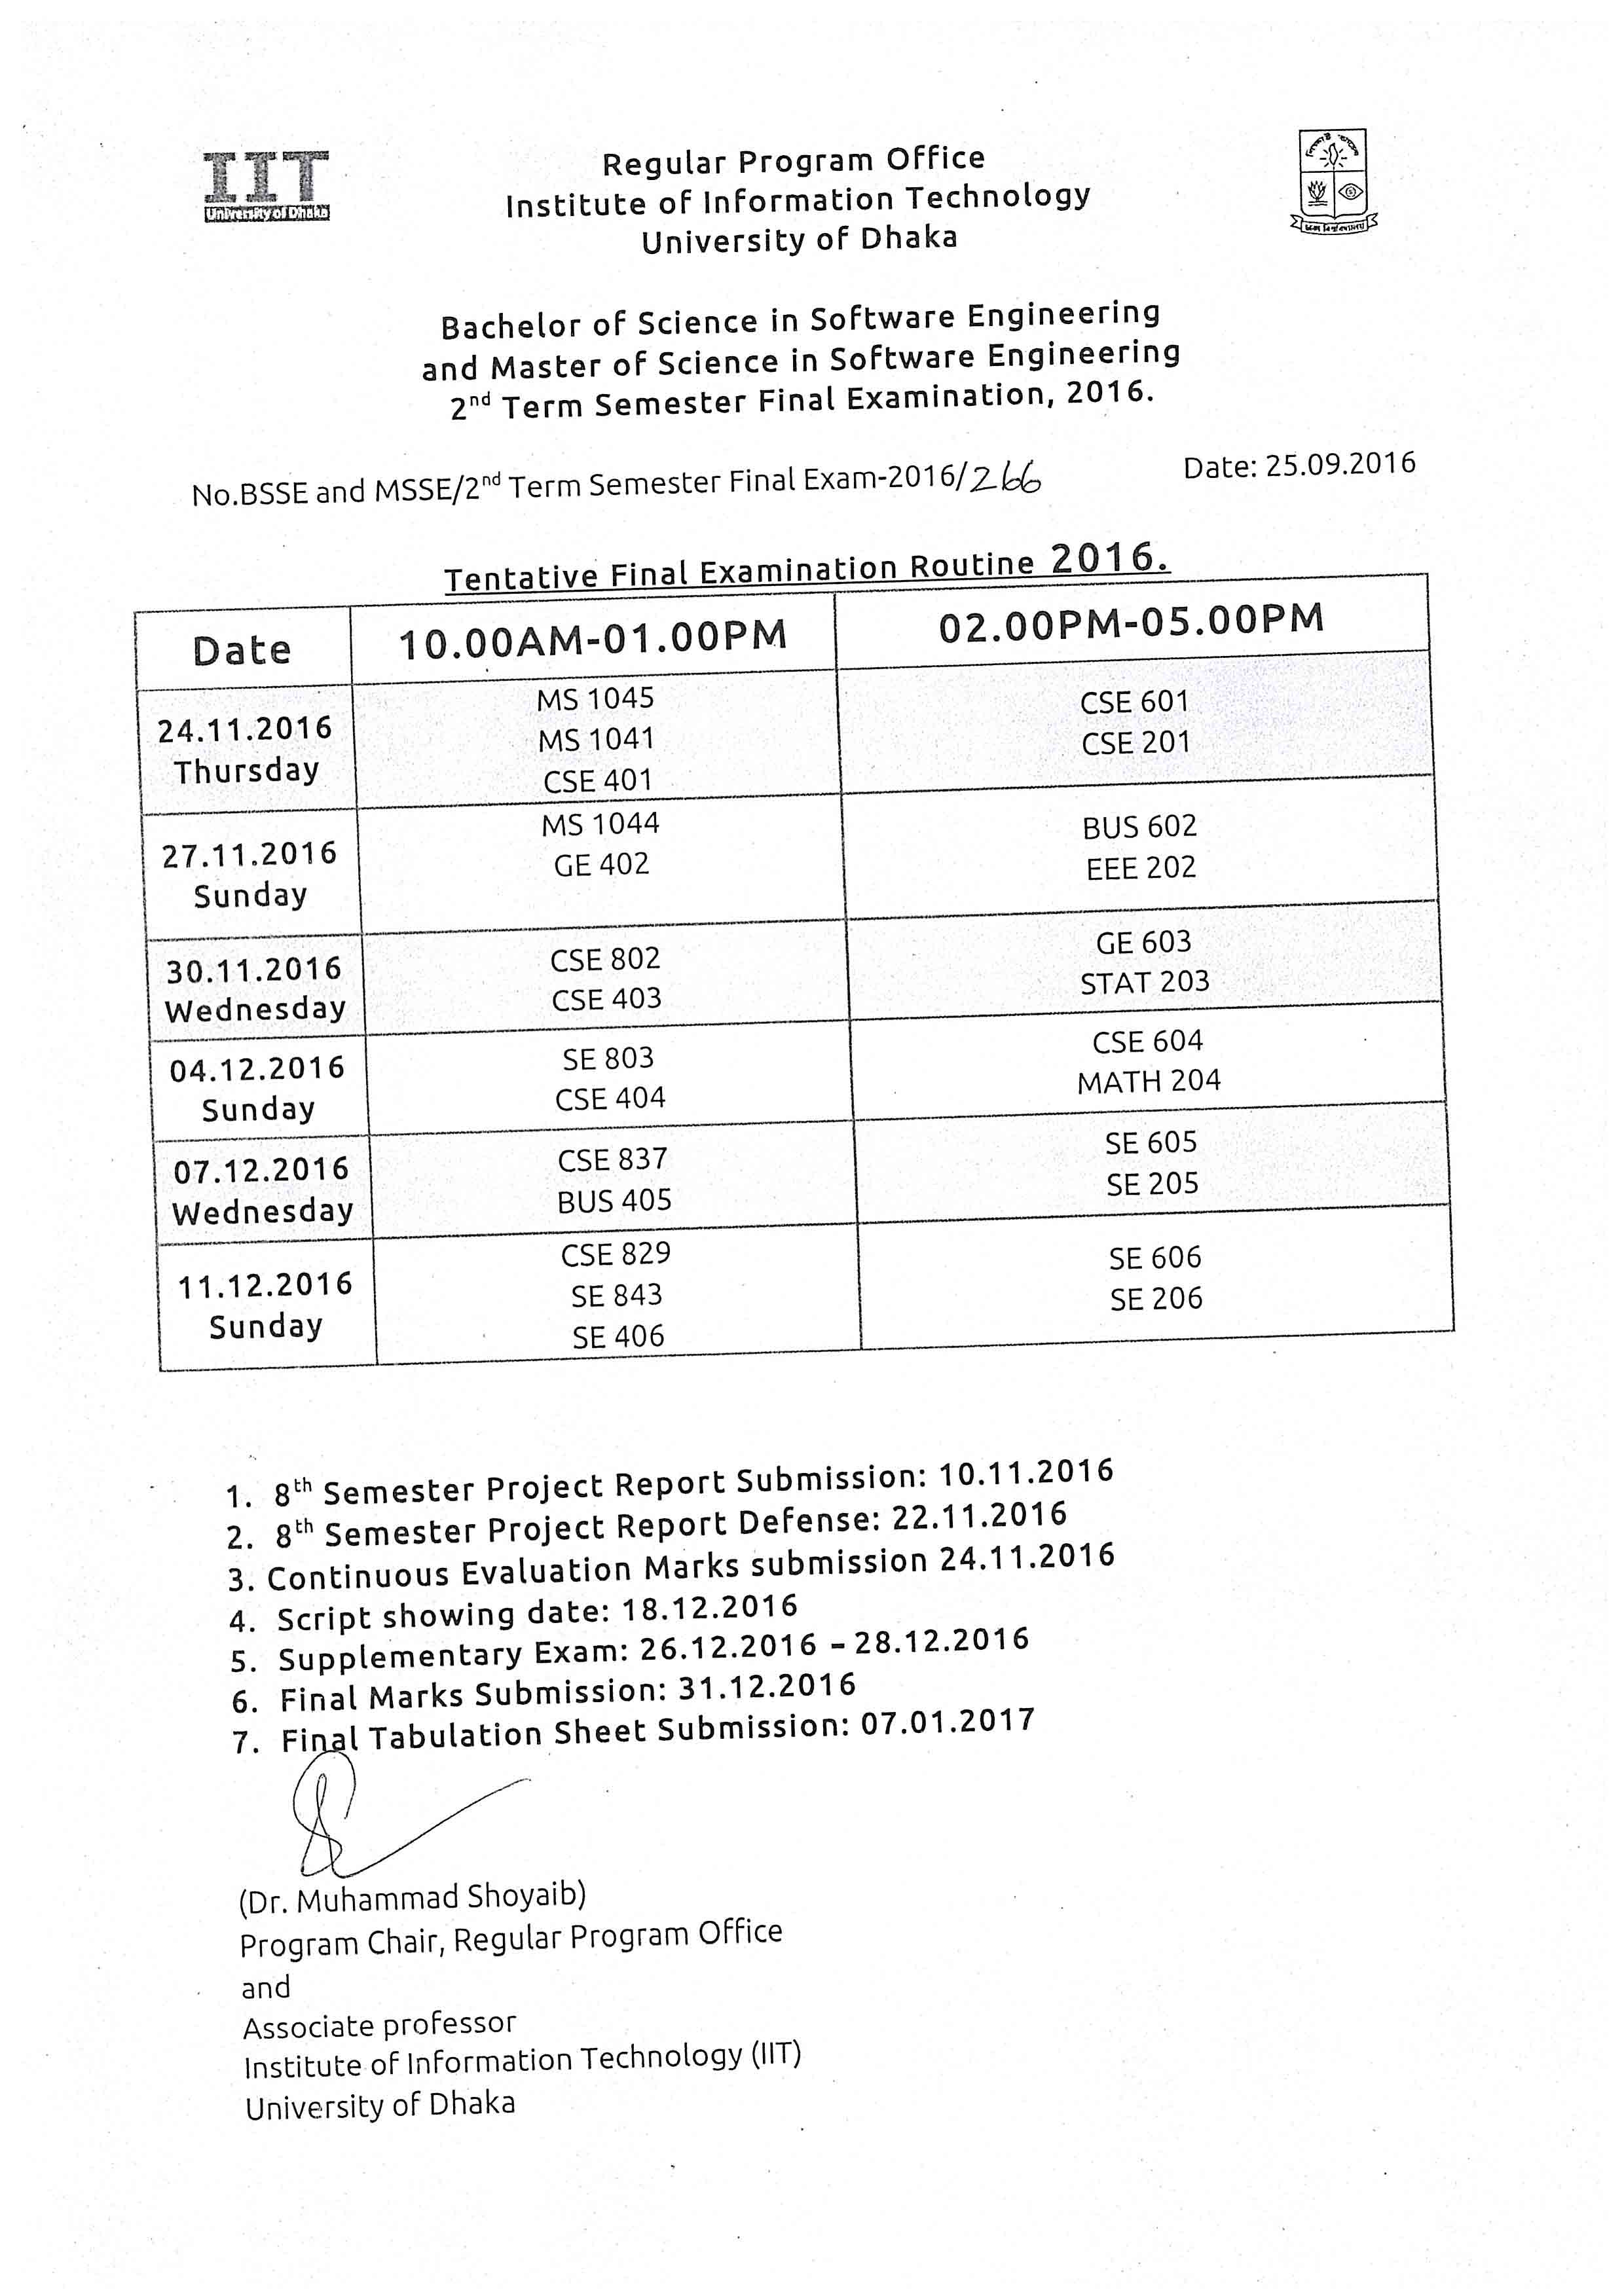 IIT
University of Dhaka
Regular Program Office
Institute of Information Technology
University of Dhaka
Bachelor of Science in Software Engineering
and Master of Science in Software Engineering
2nd Term Semester Final Examination, 2016.
No.BSSE and MSSE/2nd Term Semester Final Exam-2016/266 Date: 25.09.2016
Tentative Final Examination Routine 2016.
Date 10.00AM-01.00PM 02.00PM-05.00PM
24.11.2016
Thursday
MS 1045
MS 1041
CSE 401
CSE 601
CSE 201
27.11.2016
Sunday
MS 1044
GE 402
BUS 602
EEE 202
30.11.2016
Wednesday
CSE 802
CSE 403
GE 603
STAT 203
04.12.2016
Sunday
SE 803
CSE 404
CSE 604
MATH 204
07.12.2016
Wednesday
CSE 837
BUS 405
SE 605
SE 205
11.12.2016
Sunday
CSE 829
SE 843
SE 406
SE 606
SE 206
1. 8th Semester Project Report Submission: 10.11.2016
2. 8th Semester Project Report Defense: 22.11.2016
3. Continuous Evaluation Marks submission 24.11.2016
4. Script showing date: 18.12.2016
5. Supplementary Exam: 26.12.2016 – 28.12.2016
6. Final Marks Submission: 31.12.2016
7. Final Tabulation Sheet Submission: 07.01.2017
(Dr. Muhammad Shoyaib)
Program Chair, Regular Program Office
and
Associate professor
Institute of Information Technology (IIT)
University of Dhaka